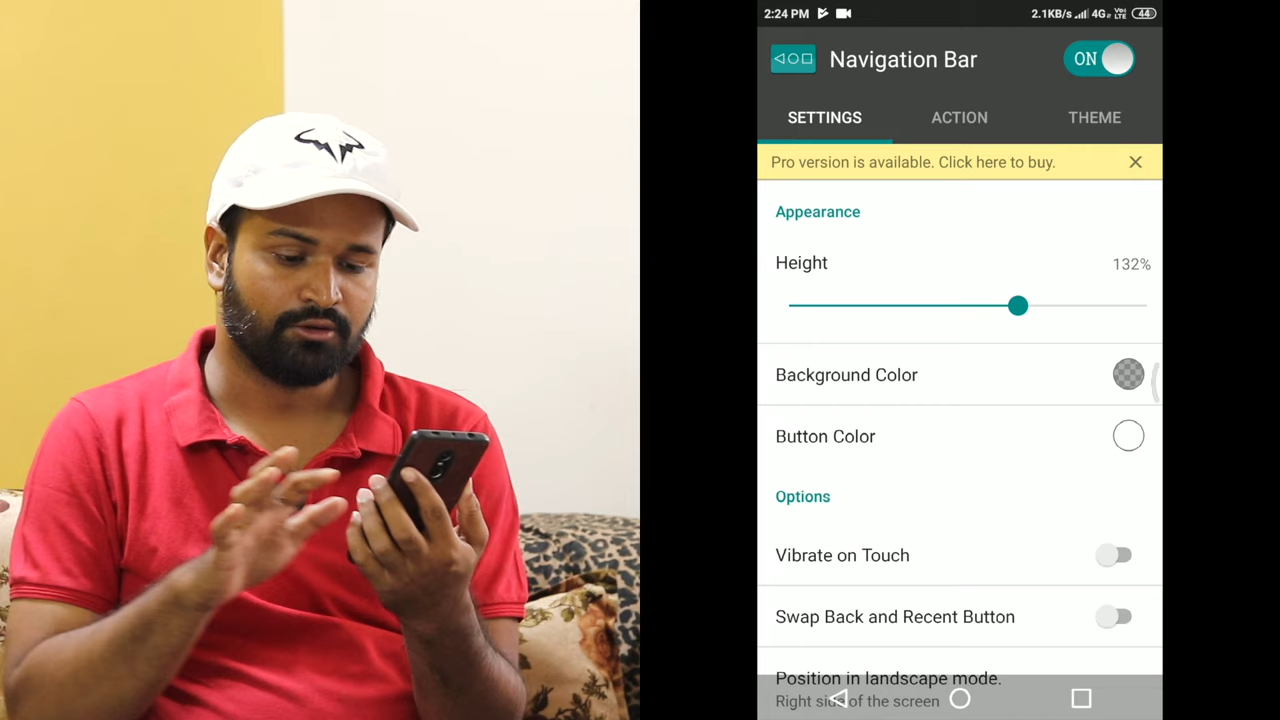 2:24 PM
2.1KB/s 4G VoLTE 44
Navigation Bar
ON
SETTINGS
ACTION
THEME
Pro version is available. Click here to buy.
Appearance
Height
132%
Background Color
Button Color
Options
Vibrate on Touch
Swap Back and Recent Button
Position in landscape mode.
Right side of the screen